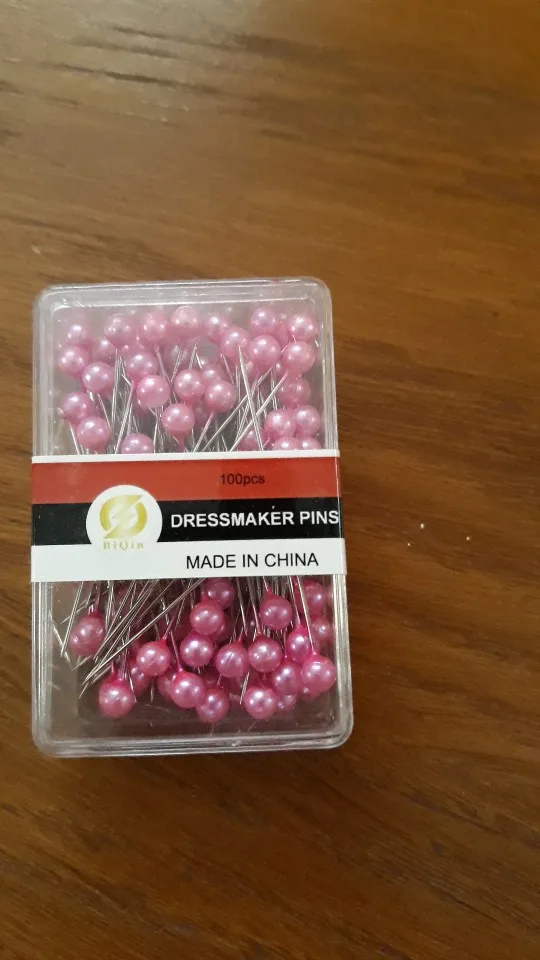 100pcs
DRESSMAKER PINS
BiQin
MADE IN CHINA